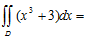 ∬_D (x³ + 3)dx =